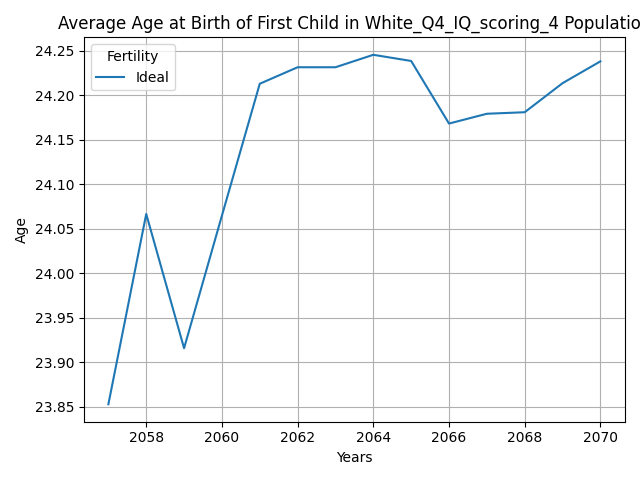 Average Age at Birth of First Child in White_Q4_IQ_scoring_4 Populatio
Fertility
Ideal
24.25
24.20
24.15
24.10
24.05
24.00
23.95
23.90
23.85
Age
2058 2060 2062 2064 2066 2068 2070
Years